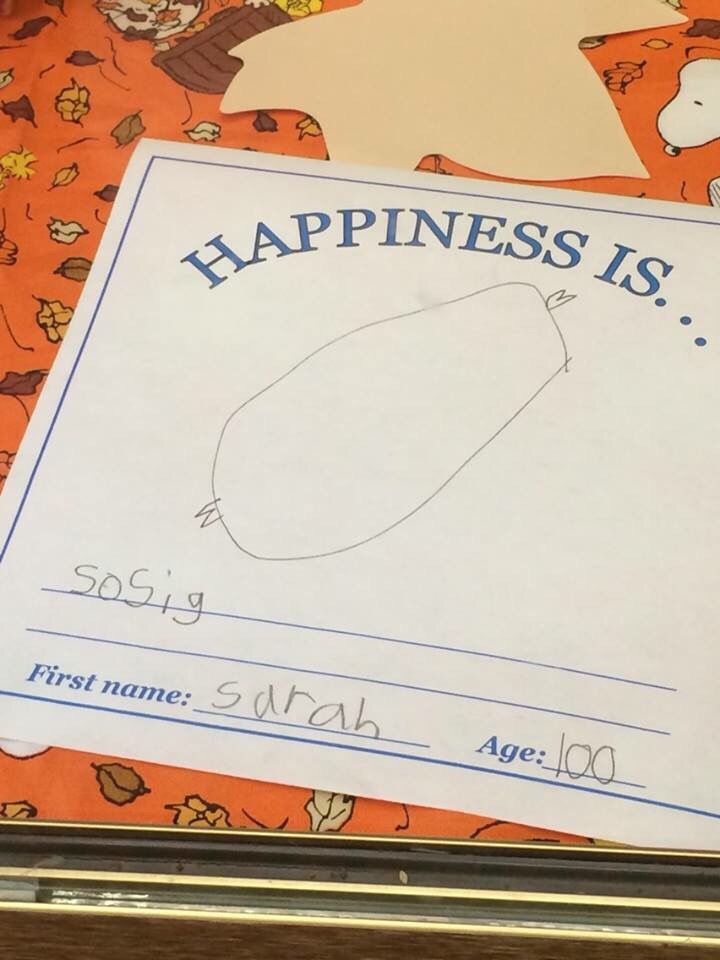 HAPPINESS IS...
sosig
First name: sarah Age: 100